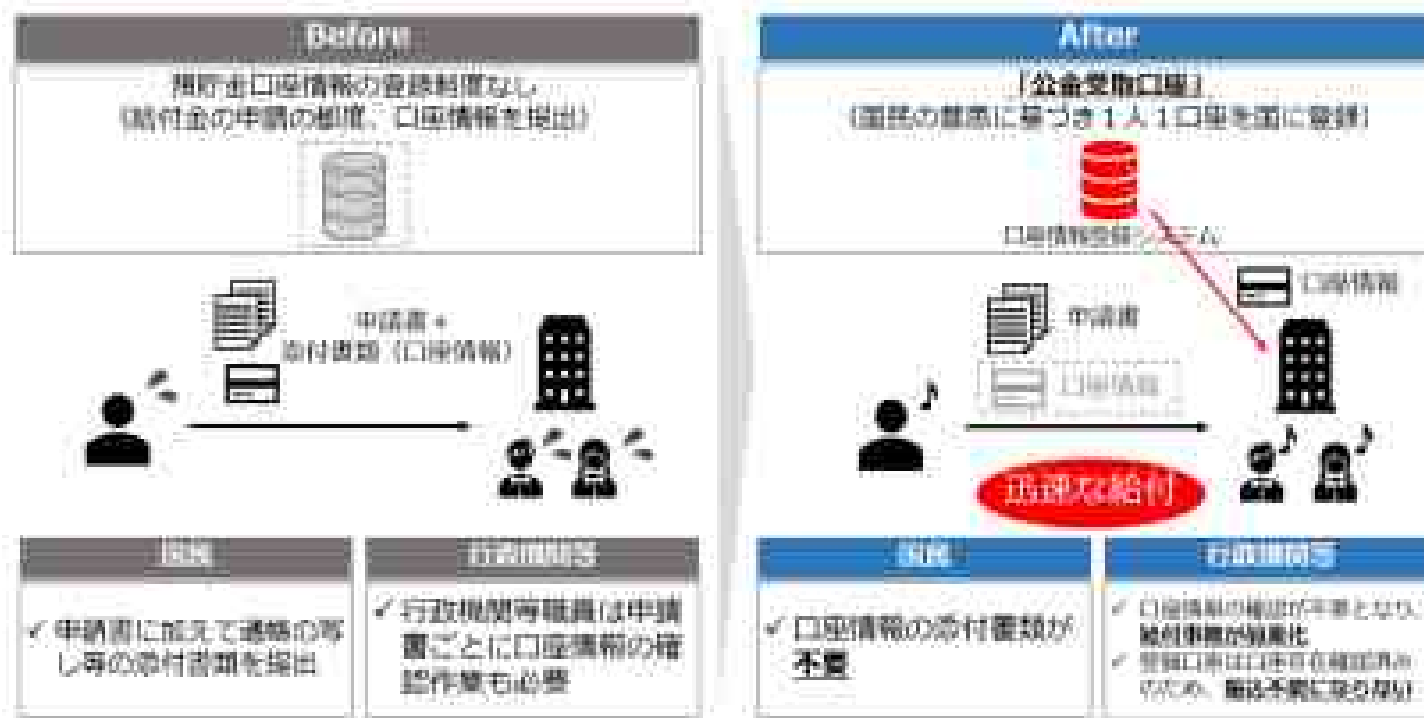 Before
預貯金口座情報の登録制度なし
(給付金の申請の都度、口座情報を提出)
申請書+
添付書類(口座情報)
国民
✓ 申請書に加えて通帳の写
し等の添付書類を提出
行政機関等
✓ 行政機関等職員は申請
書ごとに口座情報の確
認作業も必要
After
「公金受取口座」
(国民の意思に基づき1人1口座を国に登録)
口座情報登録システム
口座情報
申請書
口座情報
迅速な給付
国民
✓ 口座情報の添付書類が
不要
行政機関等
✓ 口座情報の確認が不要となり、
給付事務が簡素化
✓ 登録口座は口座存在確認済み
のため、振込不能にならない